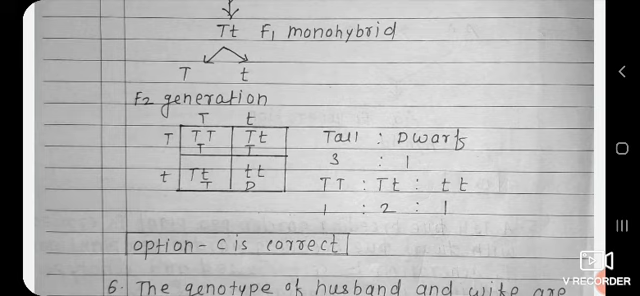 Tt F1 monohybrid
T t
F2 generation
T t
T TT Tt Tall : Dwarfs
T T 3 : 1
t Tt tt TT : Tt : tt
T D
1 : 2 : 1
option - C is correct
6. The genotype of husband and wife are
V RECORDER